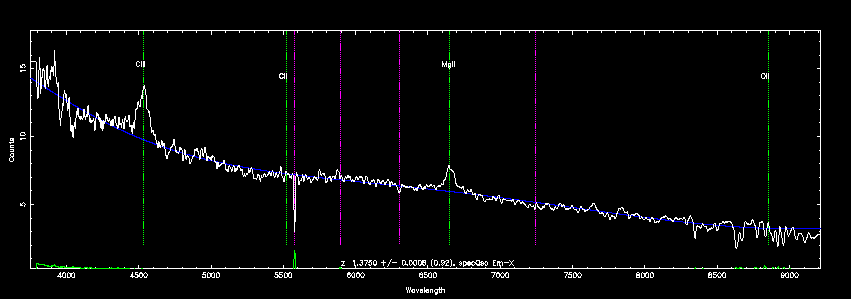 CIII MgII
CII OII
15
10
5
Counts
z 1.3750 +/- 0.0008 (0.92), specQso Em-X
4000 4500 5000 5500 6000 6500 7000 7500 8000 8500 9000
Wavelength